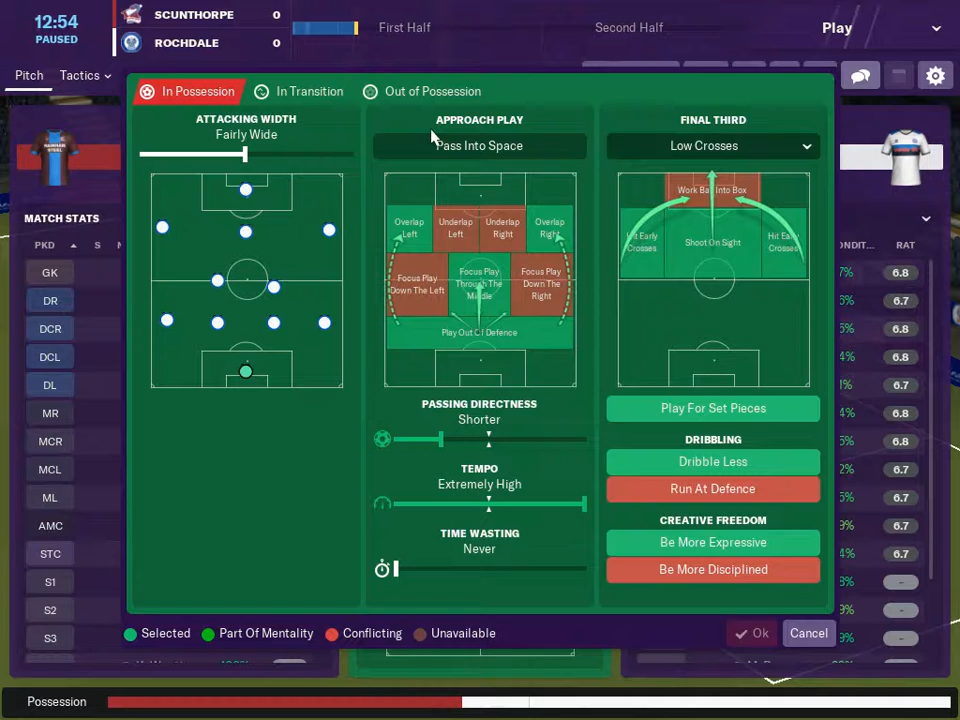 12:54
PAUSED
SCUNTHORPE 0
ROCHDALE 0
First Half
Second Half
Play
Pitch
Tactics
In Possession
In Transition
Out of Possession
ATTACKING WIDTH
Fairly Wide
APPROACH PLAY
Pass Into Space
Overlap Left
Underlap Left
Underlap Right
Overlap Right
Focus Play Down The Left
Focus Play Through The Middle
Focus Play Down The Right
Play Out Of Defence
PASSING DIRECTNESS
Shorter
TEMPO
Extremely High
TIME WASTING
Never
FINAL THIRD
Low Crosses
Work Ball Into Box
Hit Early Crosses
Shoot On Sight
Hit Early Crosses
Play For Set Pieces
DRIBBLING
Dribble Less
Run At Defence
CREATIVE FREEDOM
Be More Expressive
Be More Disciplined
Selected
Part Of Mentality
Conflicting
Unavailable
Ok
Cancel
MATCH STATS
PKD S
GK
DR
DCR
DCL
DL
MR
MCR
MCL
ML
AMC
STC
S1
S2
S3
RAT
6.8
6.7
6.8
6.7
6.7
6.8
6.8
6.7
6.7
6.7
6.7
-
-
-
Possession